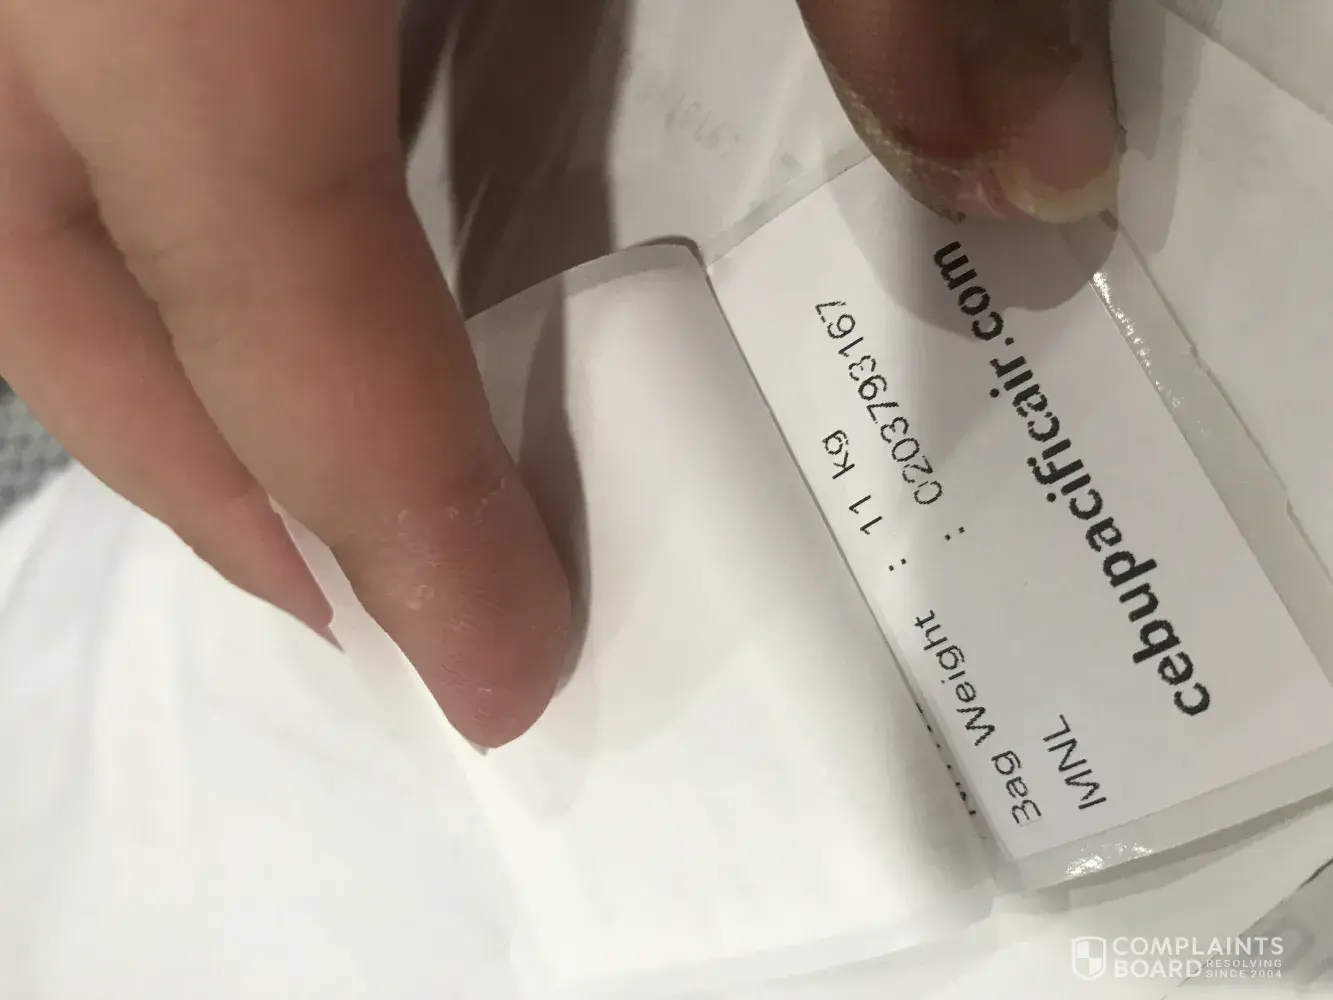 Bag Weight : 11 kg
MNL : 0203793167
cebupacificair.com
COMPLAINTS
BOARD RESOLVING
SINCE 2004